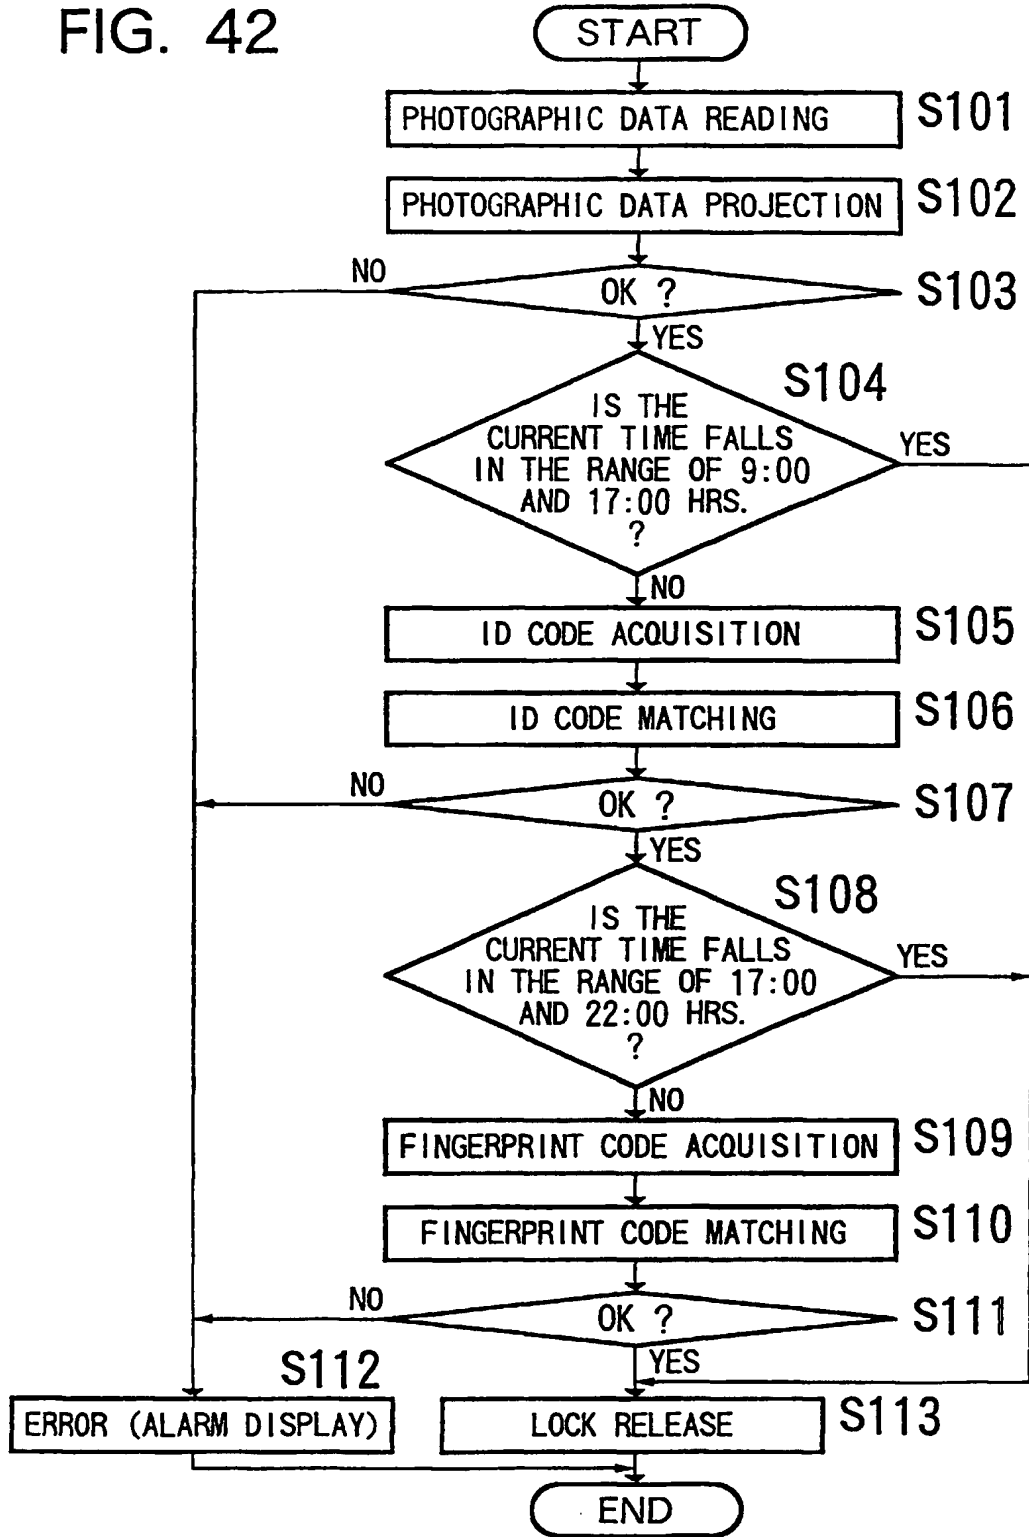 FIG. 42
START
PHOTOGRAPHIC DATA READING
S101
PHOTOGRAPHIC DATA PROJECTION
S102
NO
OK ?
S103
YES
S104
IS THE
CURRENT TIME FALLS
IN THE RANGE OF 9:00
AND 17:00 HRS.
?
YES
NO
ID CODE ACQUISITION
S105
ID CODE MATCHING
S106
NO
OK ?
S107
YES
S108
IS THE
CURRENT TIME FALLS
IN THE RANGE OF 17:00
AND 22:00 HRS.
?
YES
NO
FINGERPRINT CODE ACQUISITION
S109
FINGERPRINT CODE MATCHING
S110
NO
OK ?
S111
YES
S112
ERROR (ALARM DISPLAY)
LOCK RELEASE
S113
END